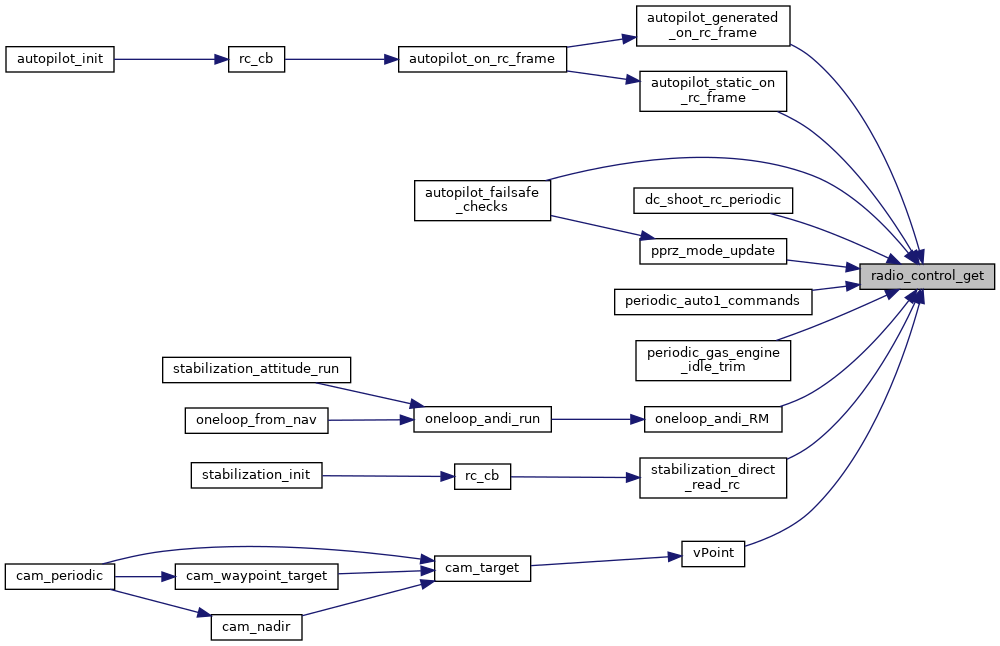 autopilot_generated
_on_rc_frame
autopilot_init
rc_cb
autopilot_on_rc_frame
autopilot_static_on
_rc_frame
autopilot_failsafe
_checks
dc_shoot_rc_periodic
pprz_mode_update
radio_control_get
periodic_auto1_commands
periodic_gas_engine
_idle_trim
stabilization_attitude_run
oneloop_from_nav
oneloop_andi_run
oneloop_andi_RM
stabilization_init
rc_cb
stabilization_direct
_read_rc
vPoint
cam_periodic
cam_waypoint_target
cam_target
cam_nadir